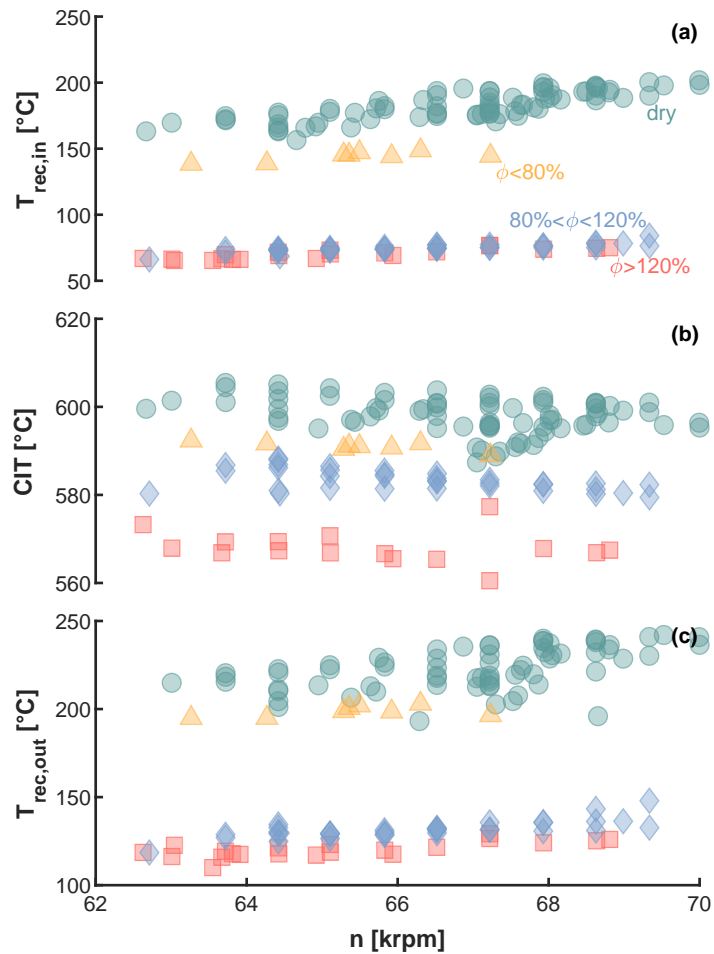 250
(a)
200
dry
150
ϕ<80%
100
80%<ϕ<120%
50
ϕ>120%
T_rec,in [°C]
620
(b)
600
580
560
CIT [°C]
250
(c)
200
150
100
T_rec,out [°C]
62 64 66 68 70
n [krpm]